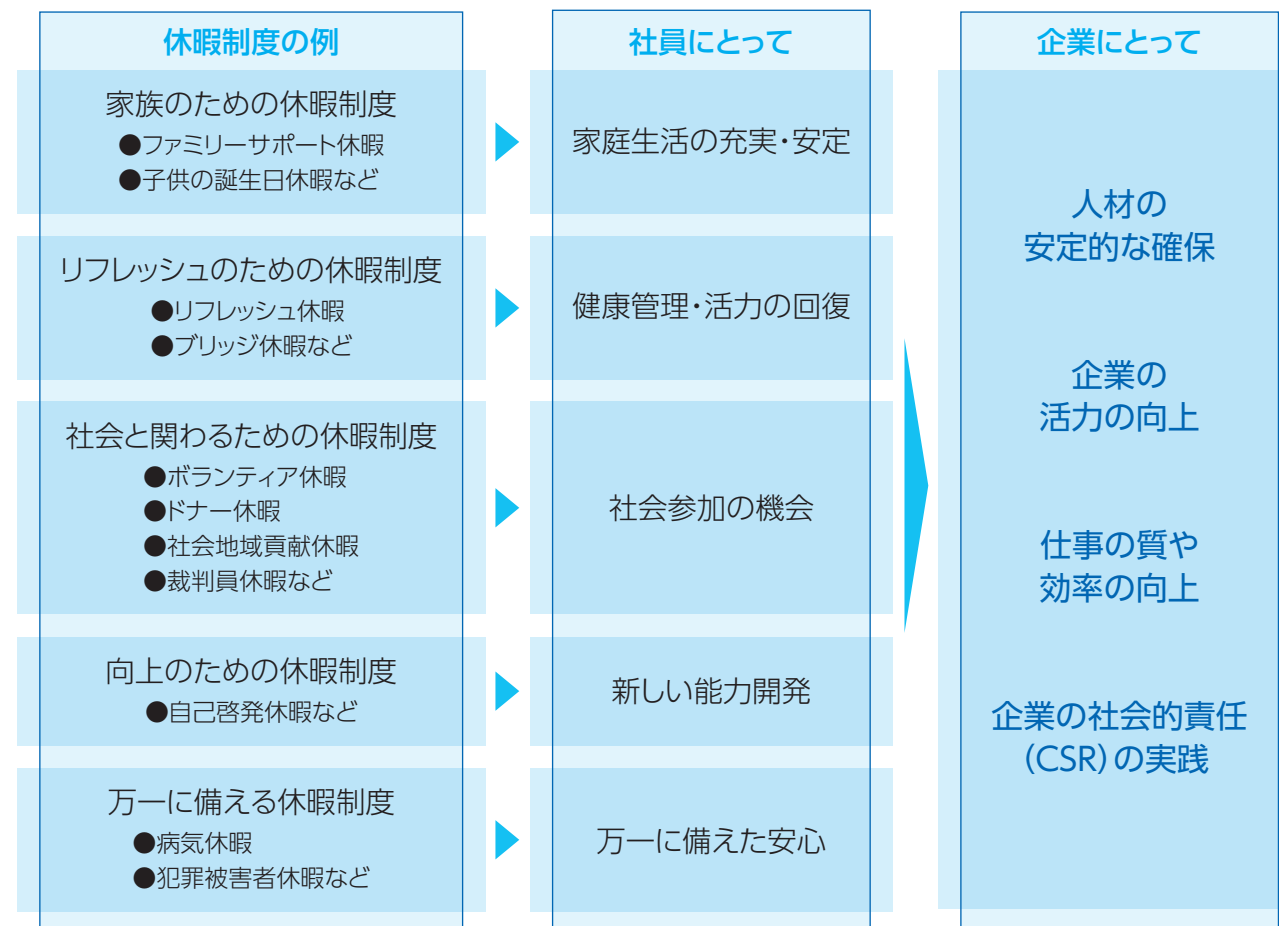 休暇制度の例
社員にとって
企業にとって
家族のための休暇制度
●ファミリーサポート休暇
●子供の誕生日休暇など
家庭生活の充実・安定
リフレッシュのための休暇制度
●リフレッシュ休暇
●ブリッジ休暇など
健康管理・活力の回復
社会と関わるための休暇制度
●ボランティア休暇
●ドナー休暇
●社会地域貢献休暇
●裁判員休暇など
社会参加の機会
向上のための休暇制度
●自己啓発休暇など
新しい能力開発
万一に備える休暇制度
●病気休暇
●犯罪被害者休暇など
万一に備えた安心
人材の
安定的な確保
企業の
活力の向上
仕事の質や
効率の向上
企業の社会的責任
（CSR）の実践